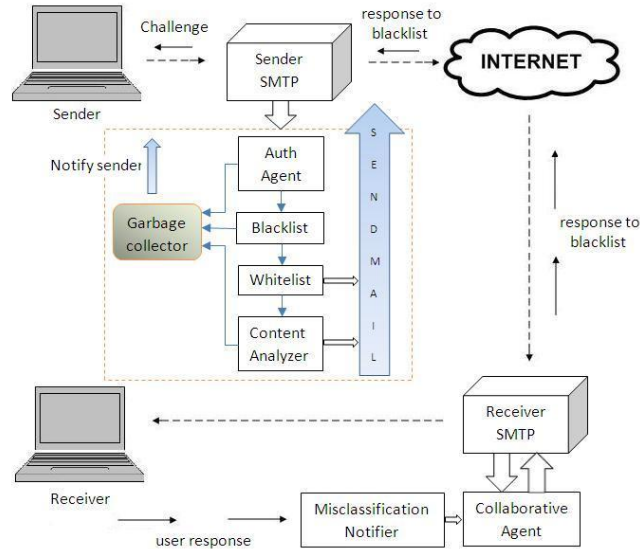 Challenge
response to
blacklist
Sender
SMTP
INTERNET
Sender
Notify sender
Auth
Agent
SENDMAIL
Garbage
collector
Blacklist
response to
blacklist
Whitelist
Content
Analyzer
Receiver
SMTP
Receiver
user response
Misclassification
Notifier
Collaborative
Agent